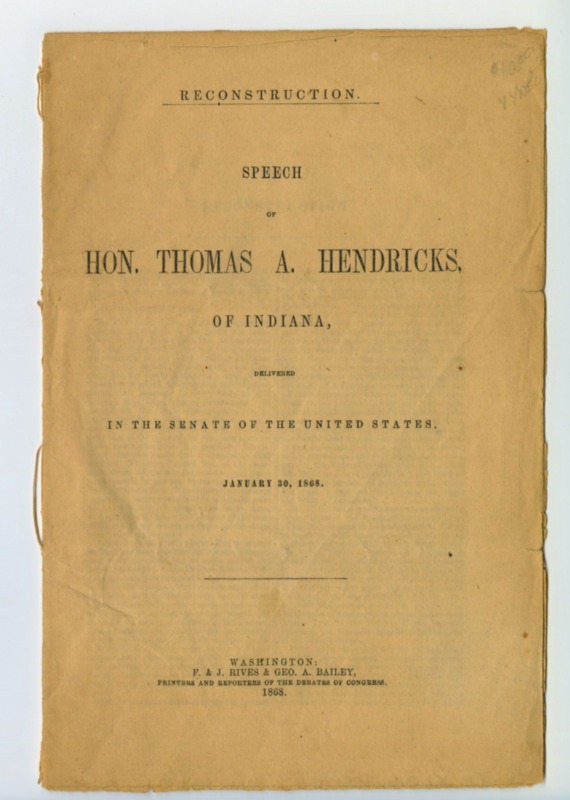 RECONSTRUCTION.
SPEECH
OF
HON. THOMAS A. HENDRICKS,
OF INDIANA,
DELIVERED
IN THE SENATE OF THE UNITED STATES,
JANUARY 30, 1868.
WASHINGTON:
F. & J. RIVES & GEO. A. BAILEY,
PRINTERS AND REPORTERS OF THE DEBATES OF CONGRESS.
1868.